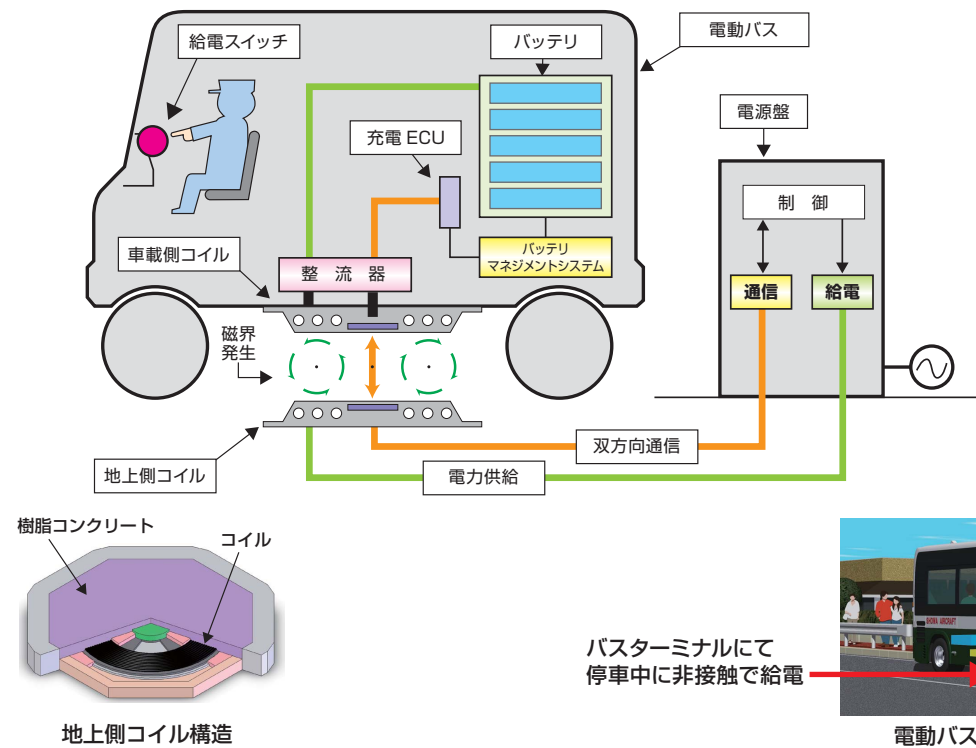 給電スイッチ
バッテリ
電動バス
充電 ECU
電源盤
制 御
車載側コイル
整 流 器
バッテリ
マネジメントシステム
通信
給電
磁界
発生
双方向通信
地上側コイル
電力供給
樹脂コンクリート
コイル
SHOWA AIRCRAFT
バスターミナルにて
停車中に非接触で給電
地上側コイル構造
電動バス